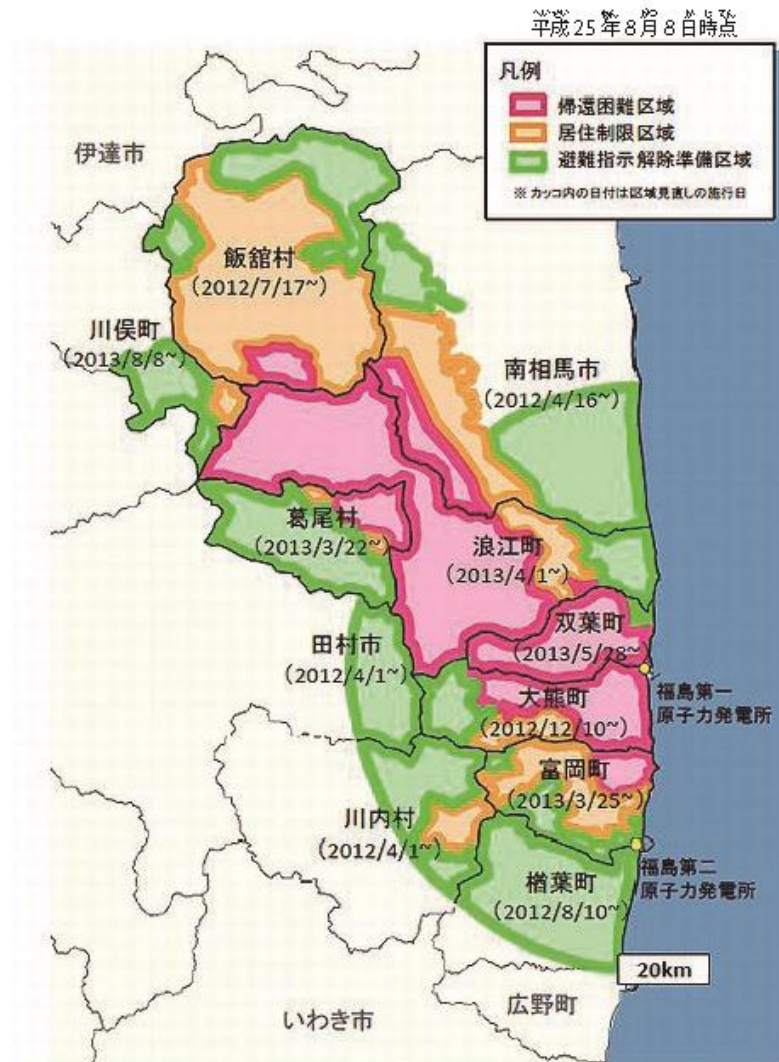 平成25年8月8日時点
凡例
帰還困難区域
居住制限区域
避難指示解除準備区域
※ カッコ内の日付は区域見直しの施行日
伊達市
飯舘村
(2012/7/17~)
川俣町
(2013/8/8~)
南相馬市
(2012/4/16~)
葛尾村
(2013/3/22~)
浪江町
(2013/4/1~)
双葉町
(2013/5/28~)
田村市
(2012/4/1~)
大熊町
(2012/12/10~)
福島第一
原子力発電所
富岡町
(2013/3/25~)
川内村
(2012/4/1~)
福島第二
原子力発電所
楢葉町
(2012/8/10~)
20km
広野町
いわき市